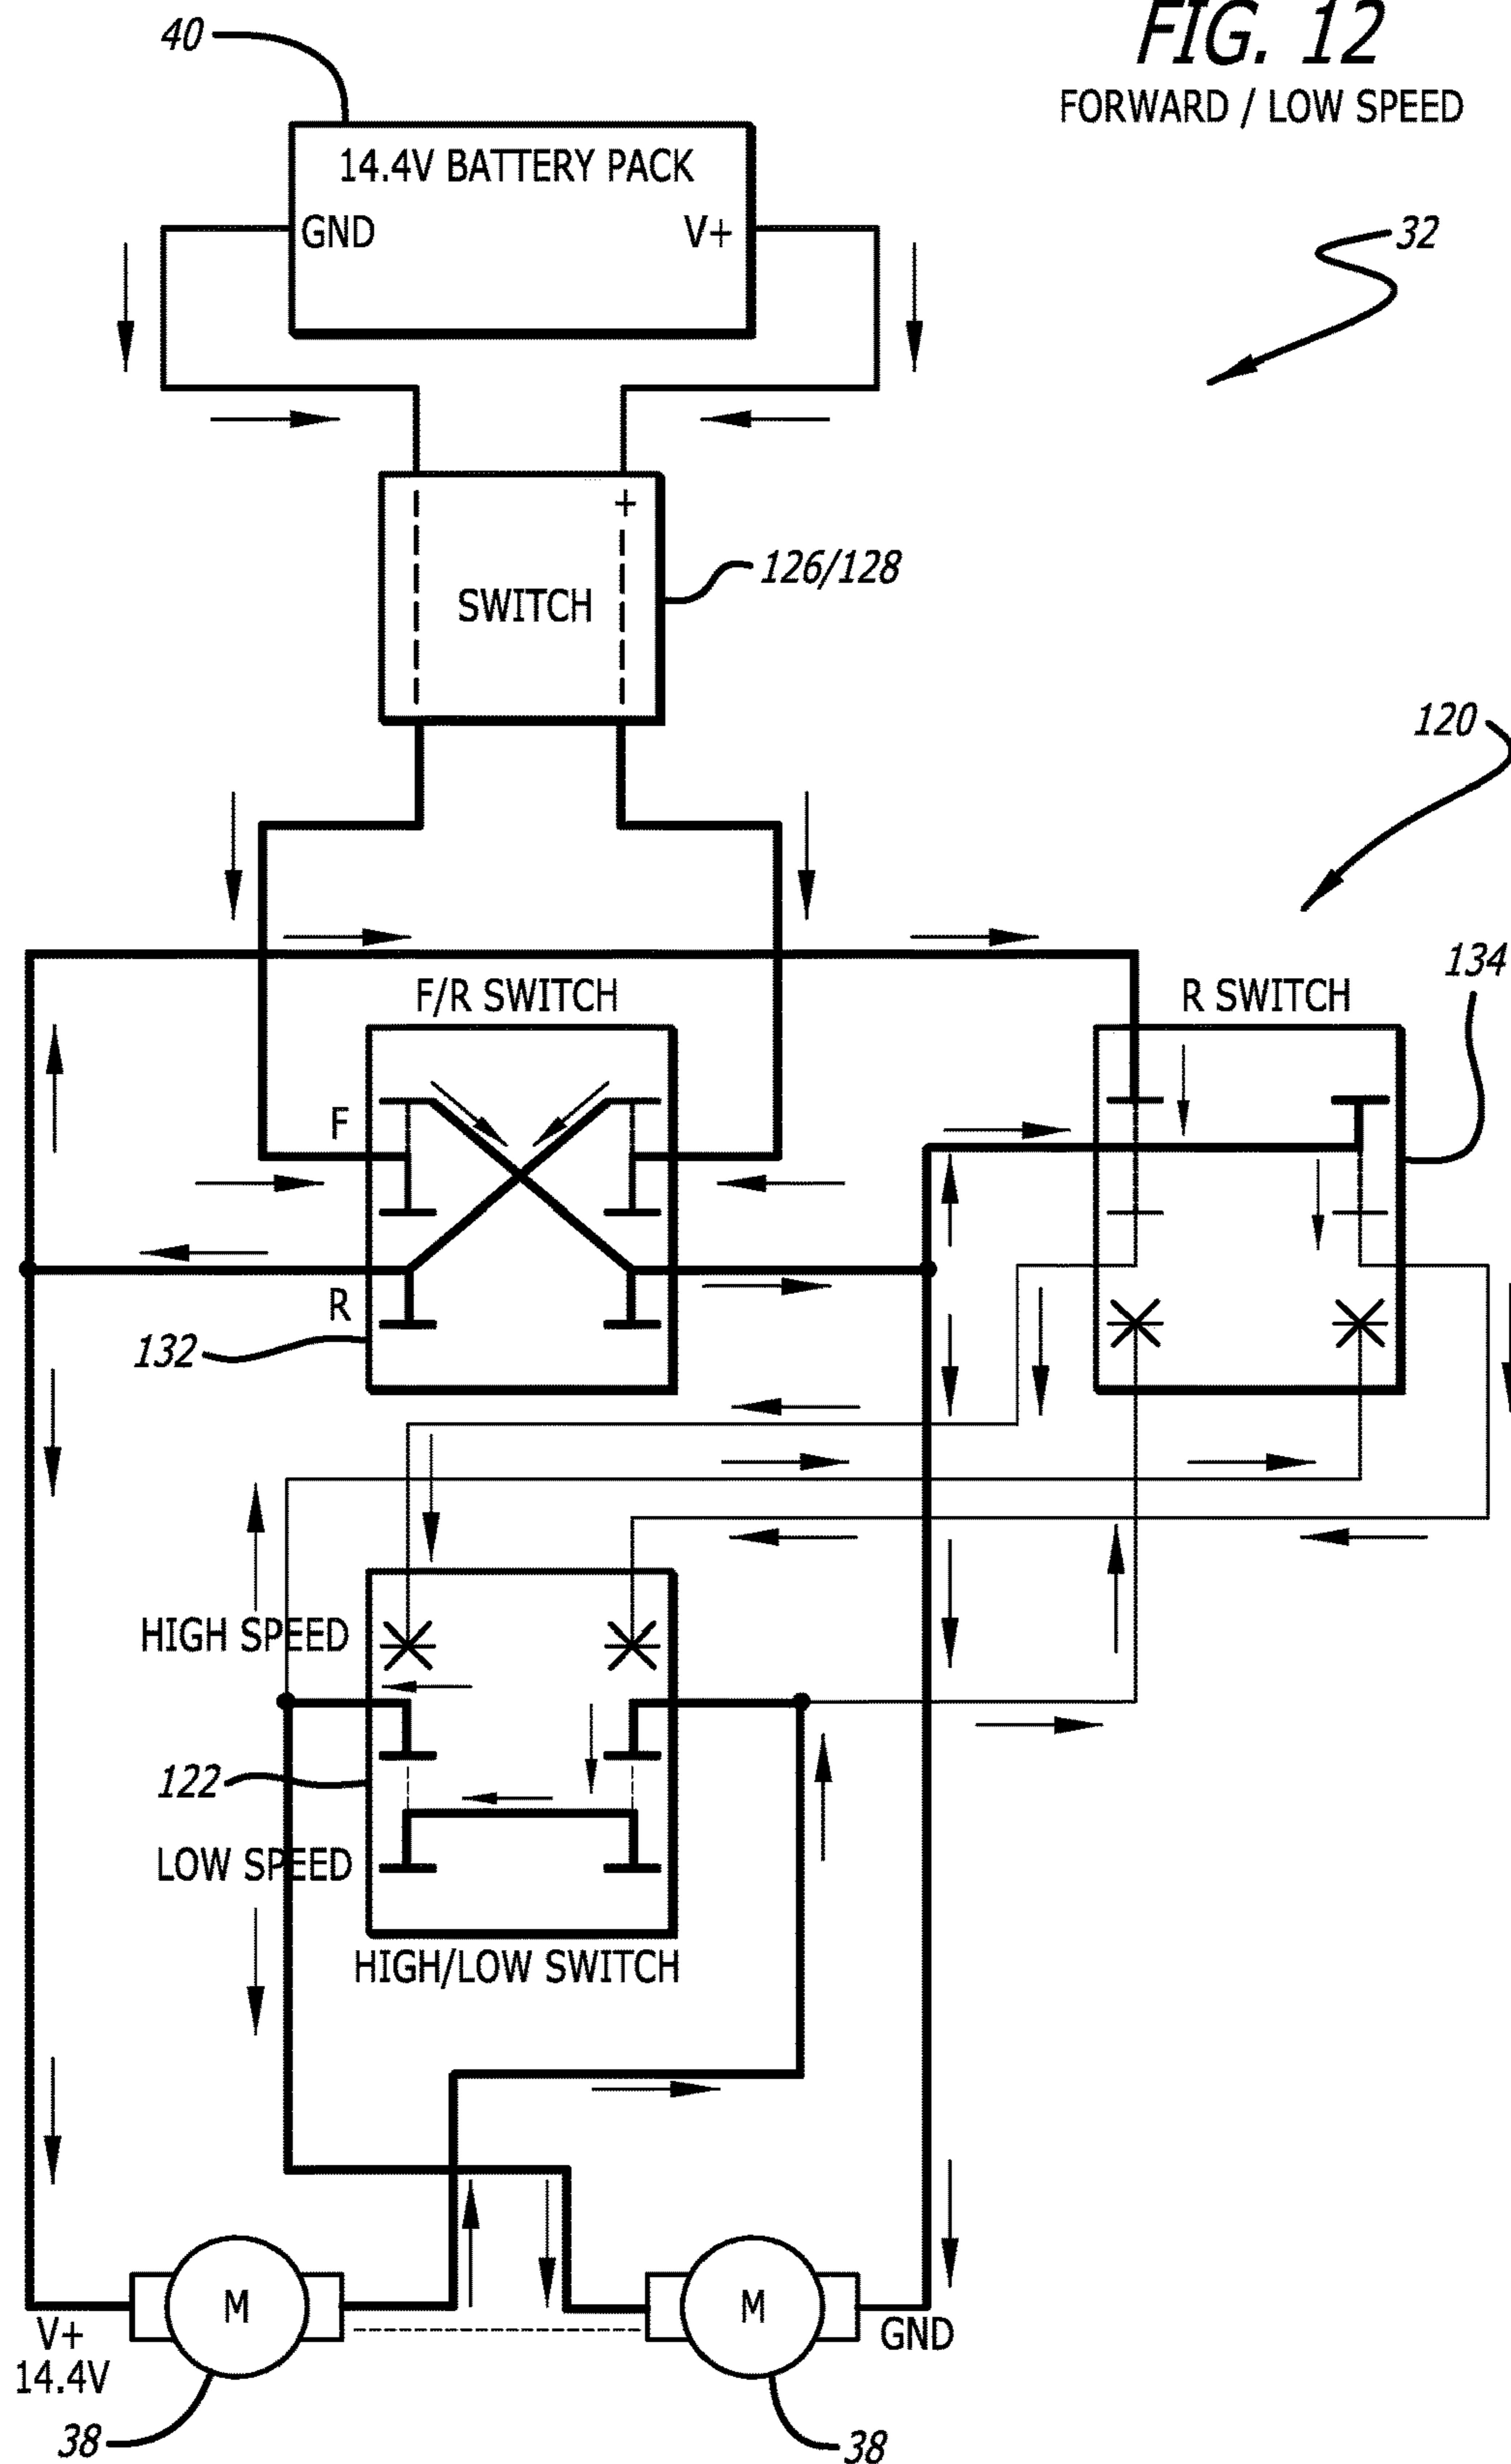 FIG. 12
FORWARD / LOW SPEED
40
14.4V BATTERY PACK
GND V+
32
+
SWITCH
126/128
120
134
F/R SWITCH
R SWITCH
F
R
132
HIGH SPEED
122
LOW SPEED
HIGH/LOW SWITCH
M
M
V+
14.4V
GND
38
38